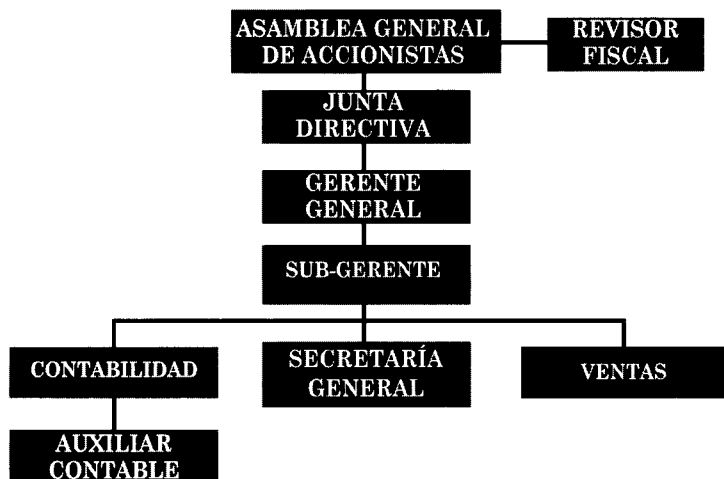 ASAMBLEA GENERAL
DE ACCIONISTAS
REVISOR
FISCAL
JUNTA
DIRECTIVA
GERENTE
GENERAL
SUB-GERENTE
CONTABILIDAD
SECRETARÍA
GENERAL
VENTAS
AUXILIAR
CONTABLE